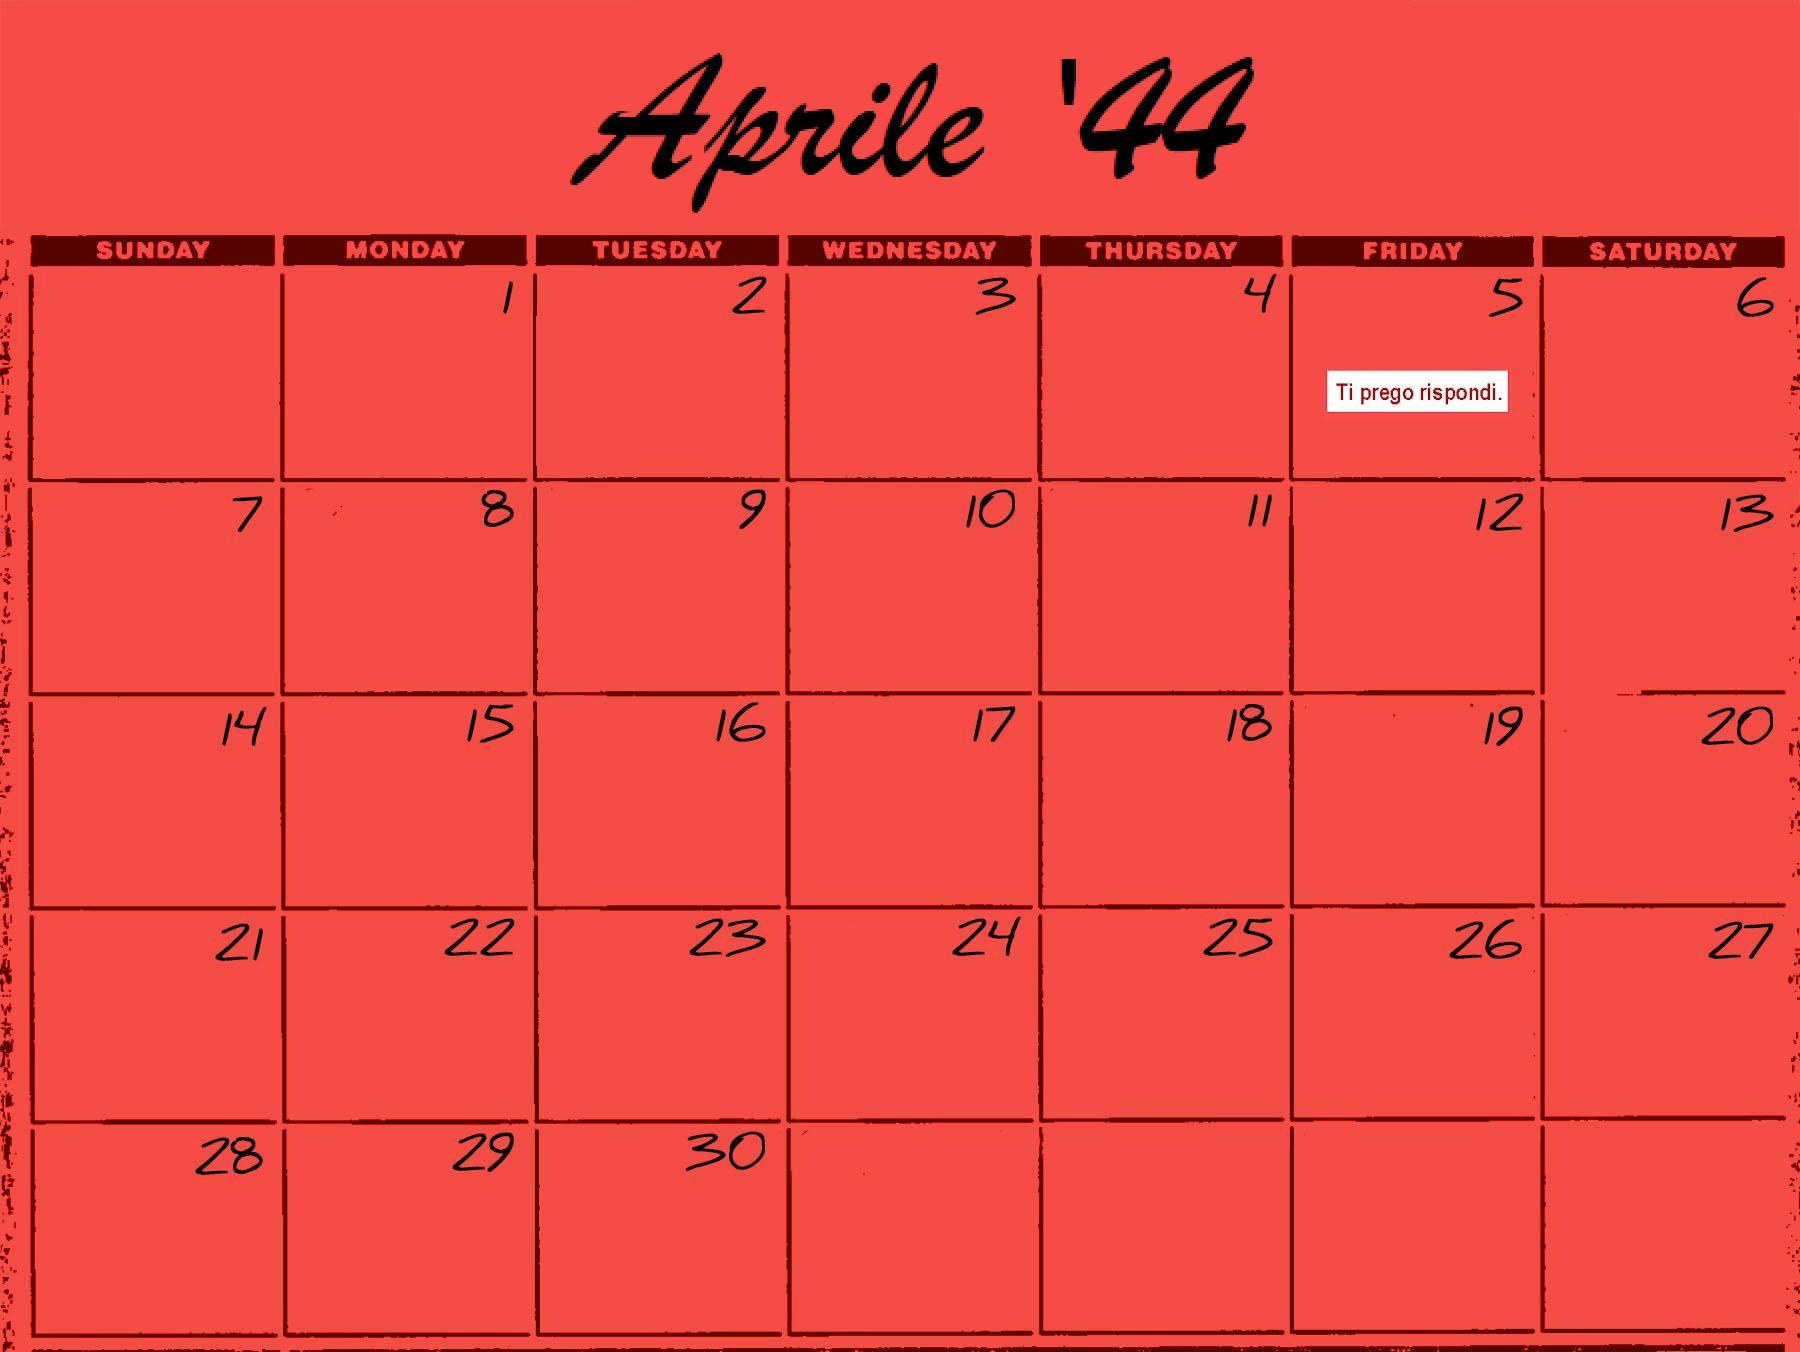 Aprile '44
SUNDAY MONDAY TUESDAY WEDNESDAY THURSDAY FRIDAY SATURDAY
1 2 3 4 5 6
Ti prego rispondi.
7 8 9 10 11 12 13
14 15 16 17 18 19 20
21 22 23 24 25 26 27
28 29 30